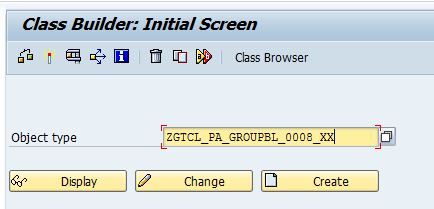 Class Builder: Initial Screen
Class Browser
Object type ZGTCL_PA_GROUPBL_0008_XX
Display Change Create